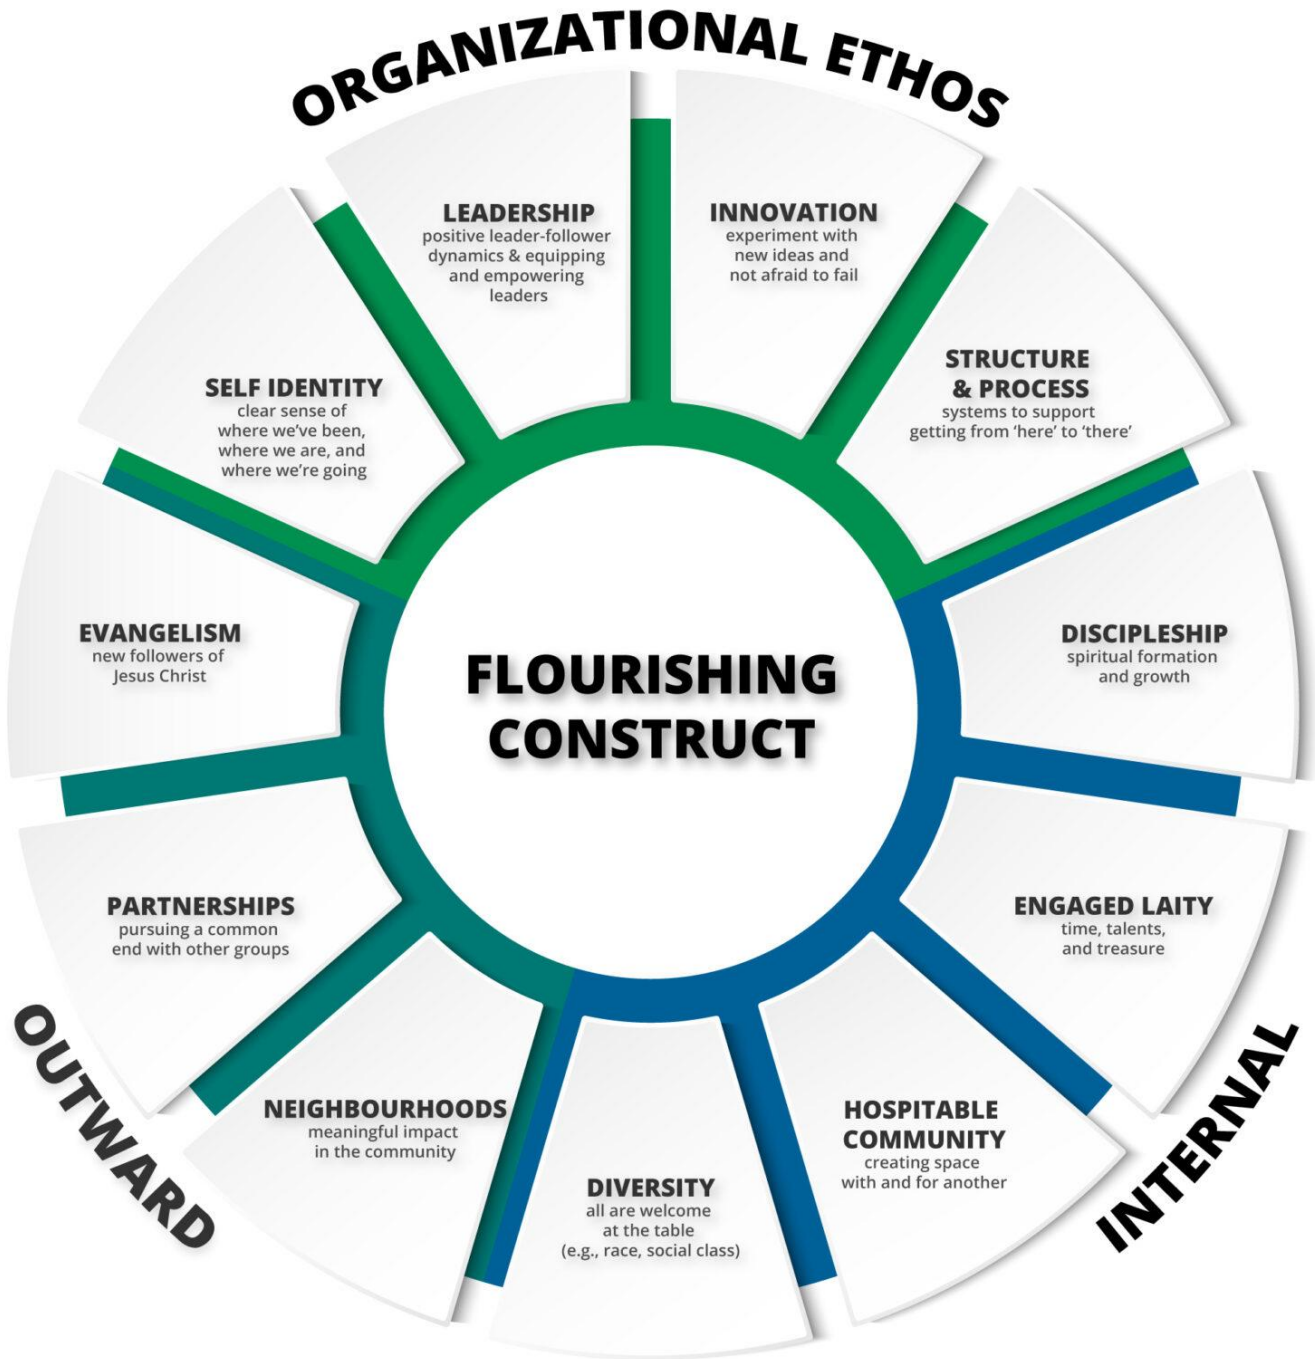 ORGANIZATIONAL ETHOS
LEADERSHIP
positive leader-follower
dynamics & equipping
and empowering
leaders
INNOVATION
experiment with
new ideas and
not afraid to fail
STRUCTURE
& PROCESS
systems to support
getting from ‘here’ to ‘there’
SELF IDENTITY
clear sense of
where we’ve been,
where we are, and
where we’re going
EVANGELISM
new followers of
Jesus Christ
FLOURISHING
CONSTRUCT
DISCIPLESHIP
spiritual formation
and growth
PARTNERSHIPS
pursuing a common
end with other groups
ENGAGED LAITY
time, talents,
and treasure
OUTWARD
NEIGHBOURHOODS
meaningful impact
in the community
DIVERSITY
all are welcome
at the table
(e.g., race, social class)
HOSPITABLE
COMMUNITY
creating space
with and for another
INTERNAL